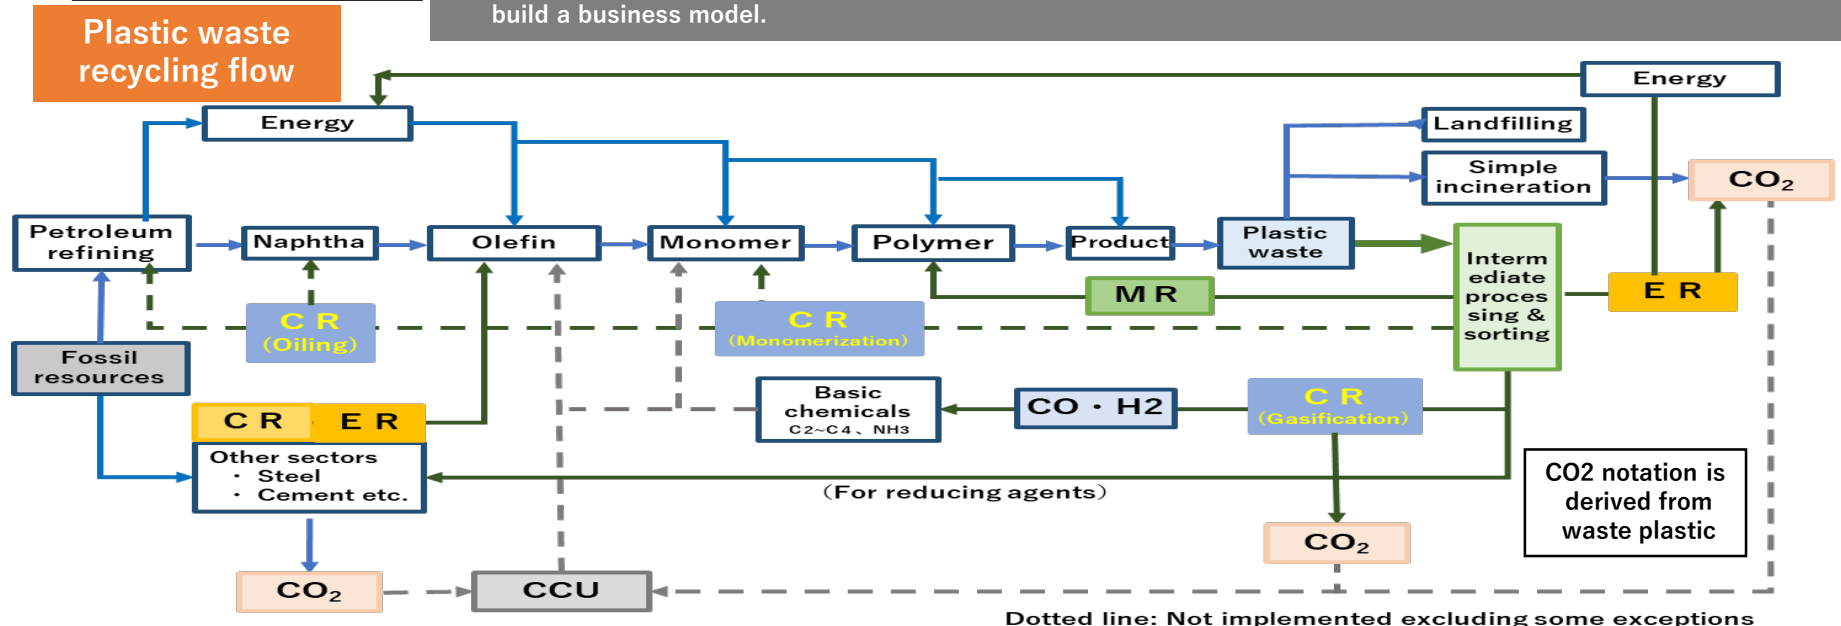 build a business model.
Plastic waste
recycling flow
Energy
Energy
Landfilling
Simple
incineration
CO₂
Petroleum
refining
Naphtha
Olefin
Monomer
Polymer
Product
Plastic
waste
Interm
ediate
proces
sing &
sorting
M R
E R
C R
(Oiling)
C R
(Monomerization)
Fossil
resources
Basic
chemicals
C2~C4、NH3
CO・H2
C R
(Gasification)
C R
E R
Other sectors
・ Steel
・ Cement etc.
（For reducing agents）
CO2 notation is
derived from
waste plastic
CO₂
CO₂
CCU
Dotted line: Not implemented excluding some exceptions